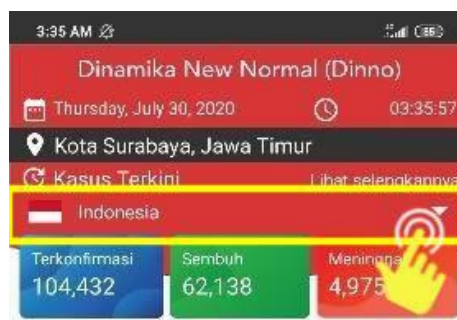 3:35 AM
Dinamika New Normal (Dinno)
Thursday, July 30, 2020 03:35:57
Kota Surabaya, Jawa Timur
Kasus Terkini Lihat selengkapnya
Indonesia
Terkonfirmasi Sembuh
104,432 62,138 4,975